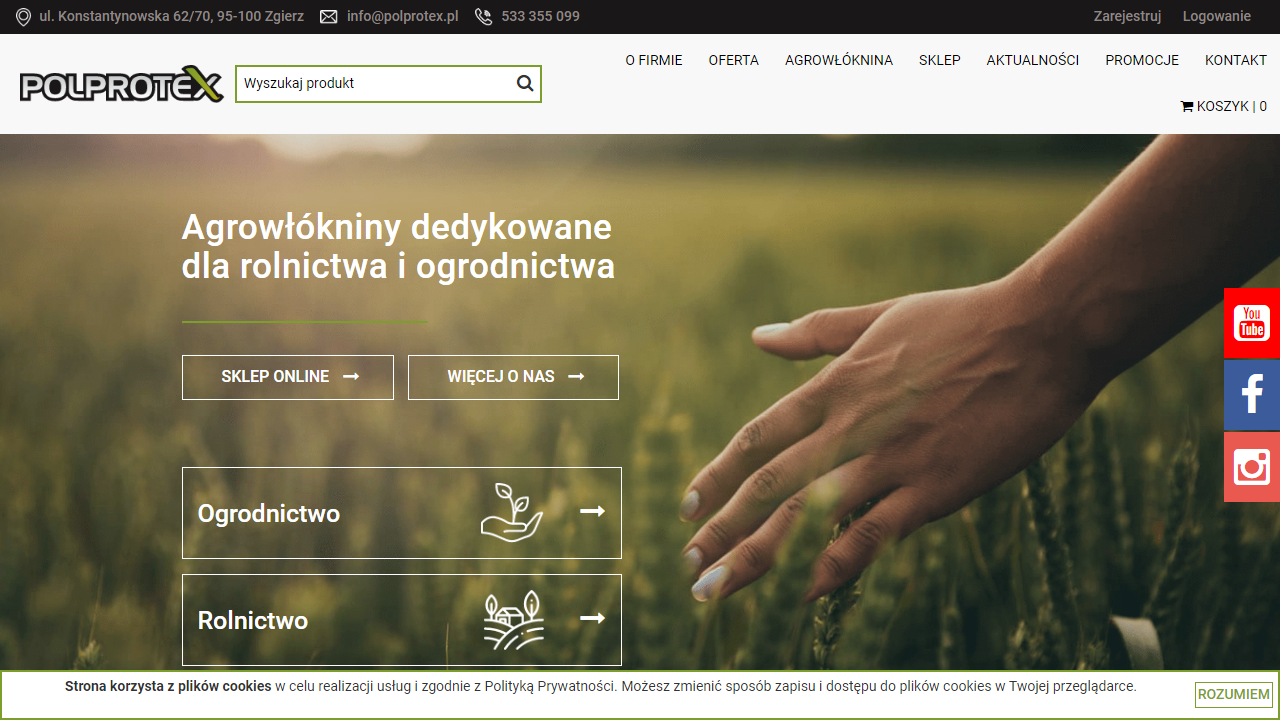 ul. Konstantynowska 62/70, 95-100 Zgierz info@polprotex.pl 533 355 099 Zarejestruj Logowanie
O FIRMIE OFERTA AGROWŁÓKNINA SKLEP AKTUALNOŚCI PROMOCJE KONTAKT
POLPROTEX Wyszukaj produkt
KOSZYK | 0
Agrowłókniny dedykowane
dla rolnictwa i ogrodnictwa
SKLEP ONLINE WIĘCEJ O NAS
You
Tube
Ogrodnictwo
Rolnictwo
Strona korzysta z plików cookies w celu realizacji usług i zgodnie z Polityką Prywatności. Możesz zmienić sposób zapisu i dostępu do plików cookies w Twojej przeglądarce.
ROZUMIEM